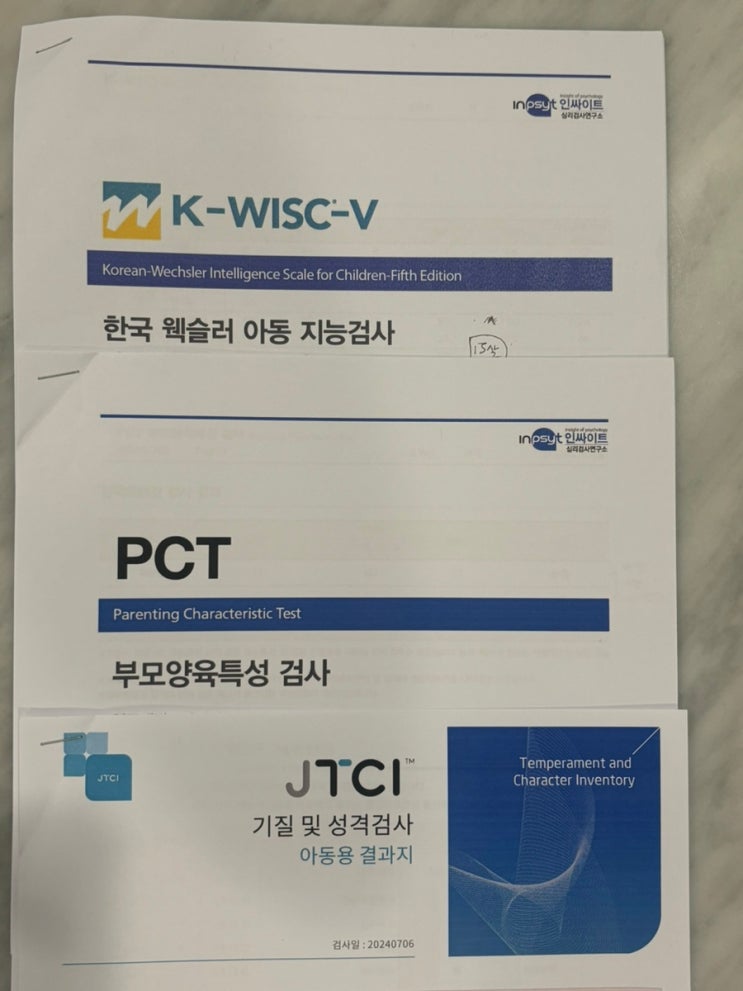 insight of psychology
inpsyt 인싸이트
심리검사연구소
K-WISC-V
Korean-Wechsler Intelligence Scale for Children-Fifth Edition
한국 웩슬러 아동 지능검사
15살
insight of psychology
inpsyt 인싸이트
심리검사연구소
PCT
Parenting Characteristic Test
부모양육특성 검사
JTCI
JTCI™
Temperament and
Character Inventory
기질 및 성격검사
아동용 결과지
검사일 : 20240706